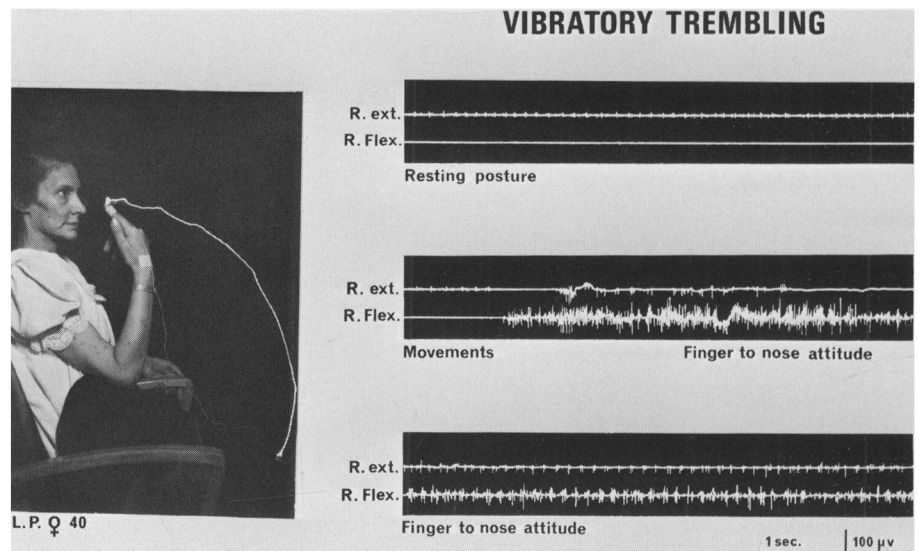 VIBRATORY TREMBLING
R. ext.
R. Flex.
Resting posture
R. ext.
R. Flex.
Movements Finger to nose attitude
R. ext.
R. Flex.
L.P. ♀ 40
Finger to nose attitude
1 sec. 100 µv